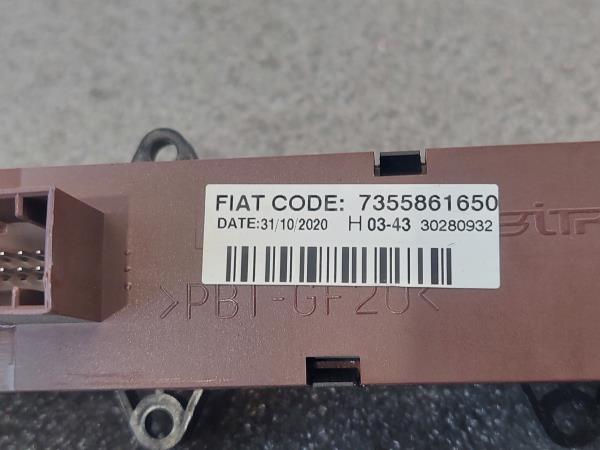 FIAT CODE: 7355861650
DATE:31/10/2020 H 03-43 30280932
>PBT-GF20<